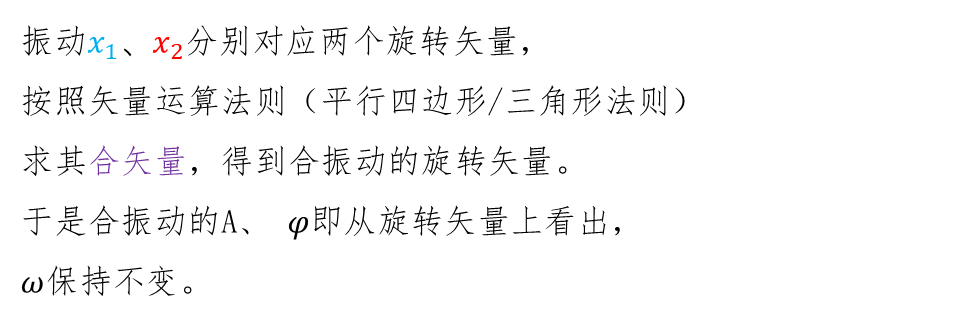 振动𝑥₁、𝑥₂分别对应两个旋转矢量，
按照矢量运算法则（平行四边形/三角形法则）
求其合矢量，得到合振动的旋转矢量。
于是合振动的A、 𝜑即从旋转矢量上看出，
𝜔保持不变。